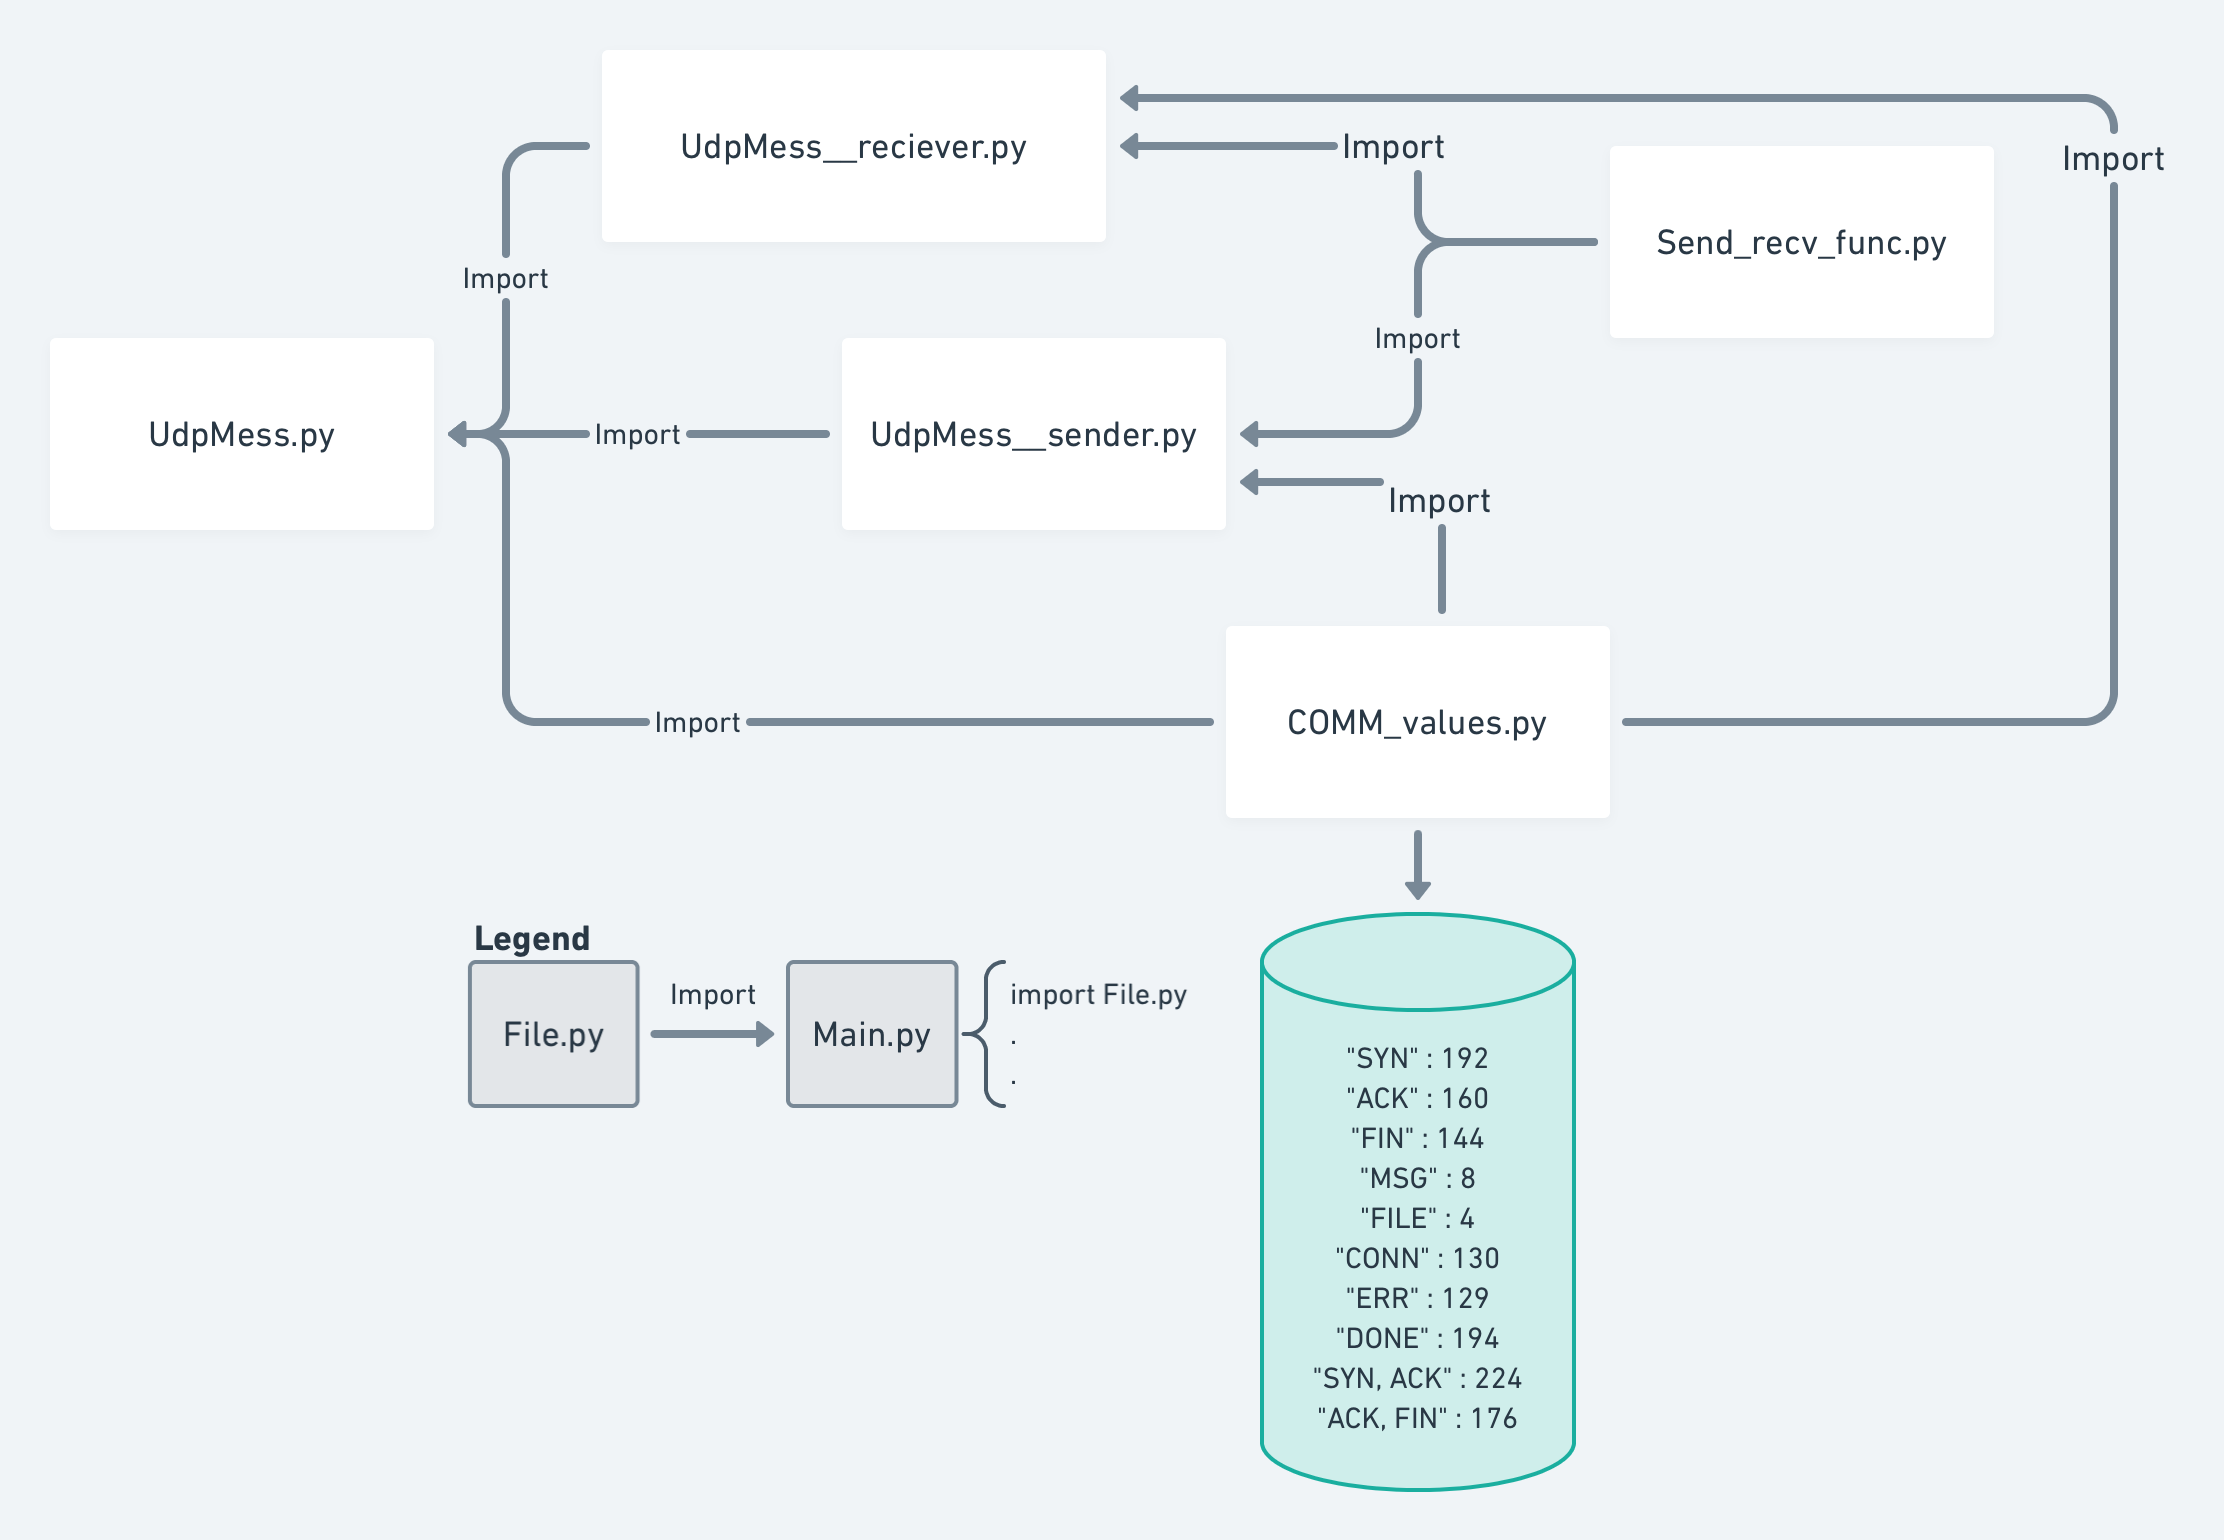 UdpMess__reciever.py
Import
Import
Send_recv_func.py
Import
Import
UdpMess.py
Import
UdpMess__sender.py
Import
Import
COMM_values.py
Legend
File.py
Import
Main.py
import File.py
.
.
"SYN" : 192
"ACK" : 160
"FIN" : 144
"MSG" : 8
"FILE" : 4
"CONN" : 130
"ERR" : 129
"DONE" : 194
"SYN, ACK" : 224
"ACK, FIN" : 176